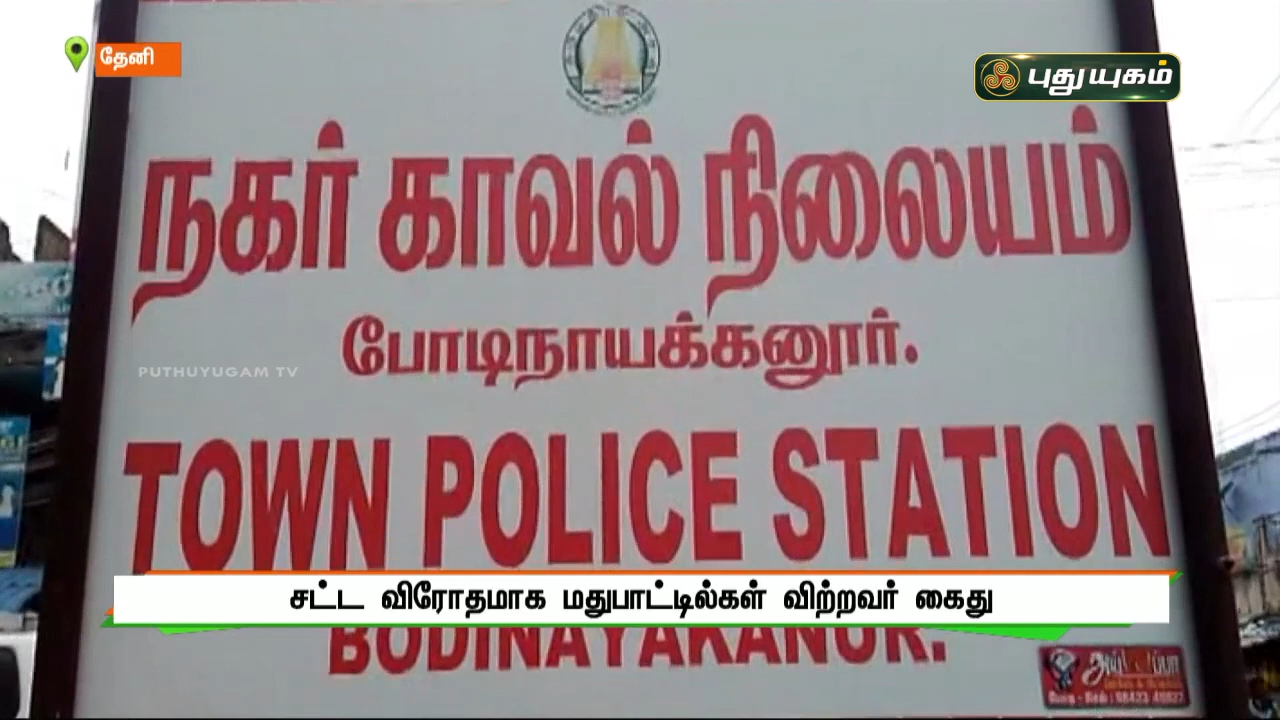 தேனி
புதுயுகம்
நகர் காவல் நிலையம்
போடிநாயக்கனூர்.
PUTHUYUGAM TV
TOWN POLICE STATION
சட்ட விரோதமாக மதுபாட்டில்கள் விற்றவர் கைது
BODINAYAKANUR.